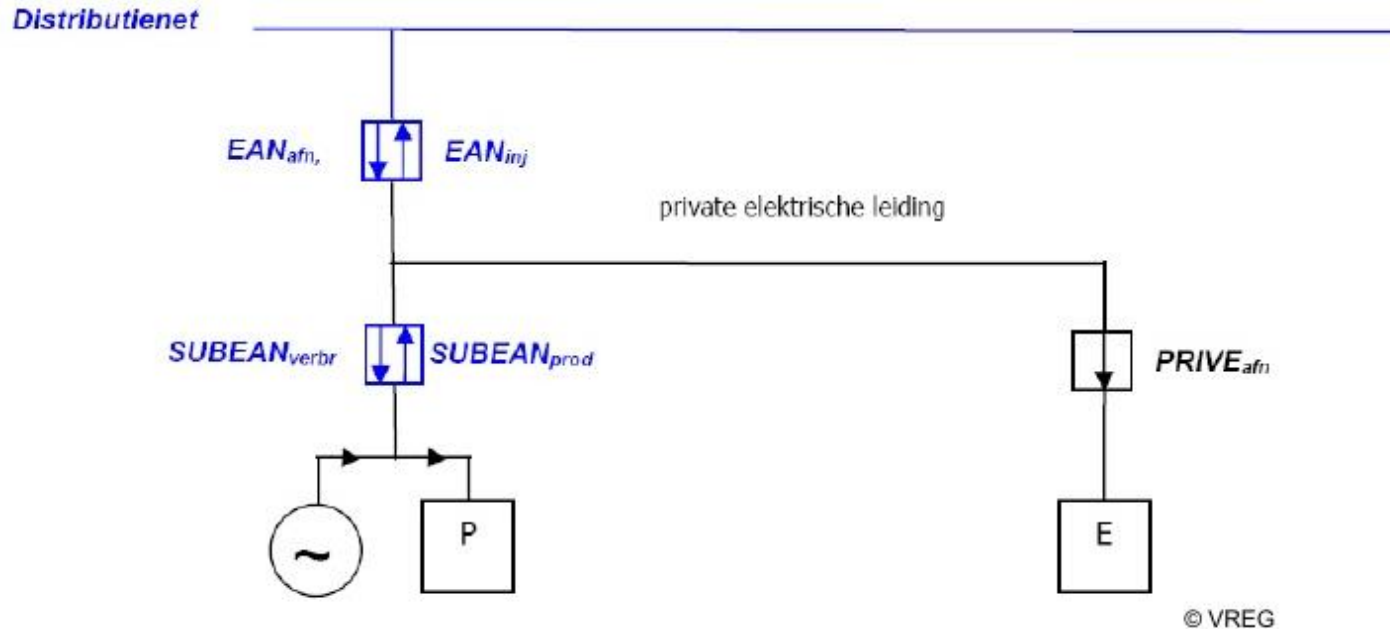 Distributienet
EANafn, EANinj
private elektrische leiding
SUBEANverbr SUBEANprod PRIVEafn
~ P E
© VREG